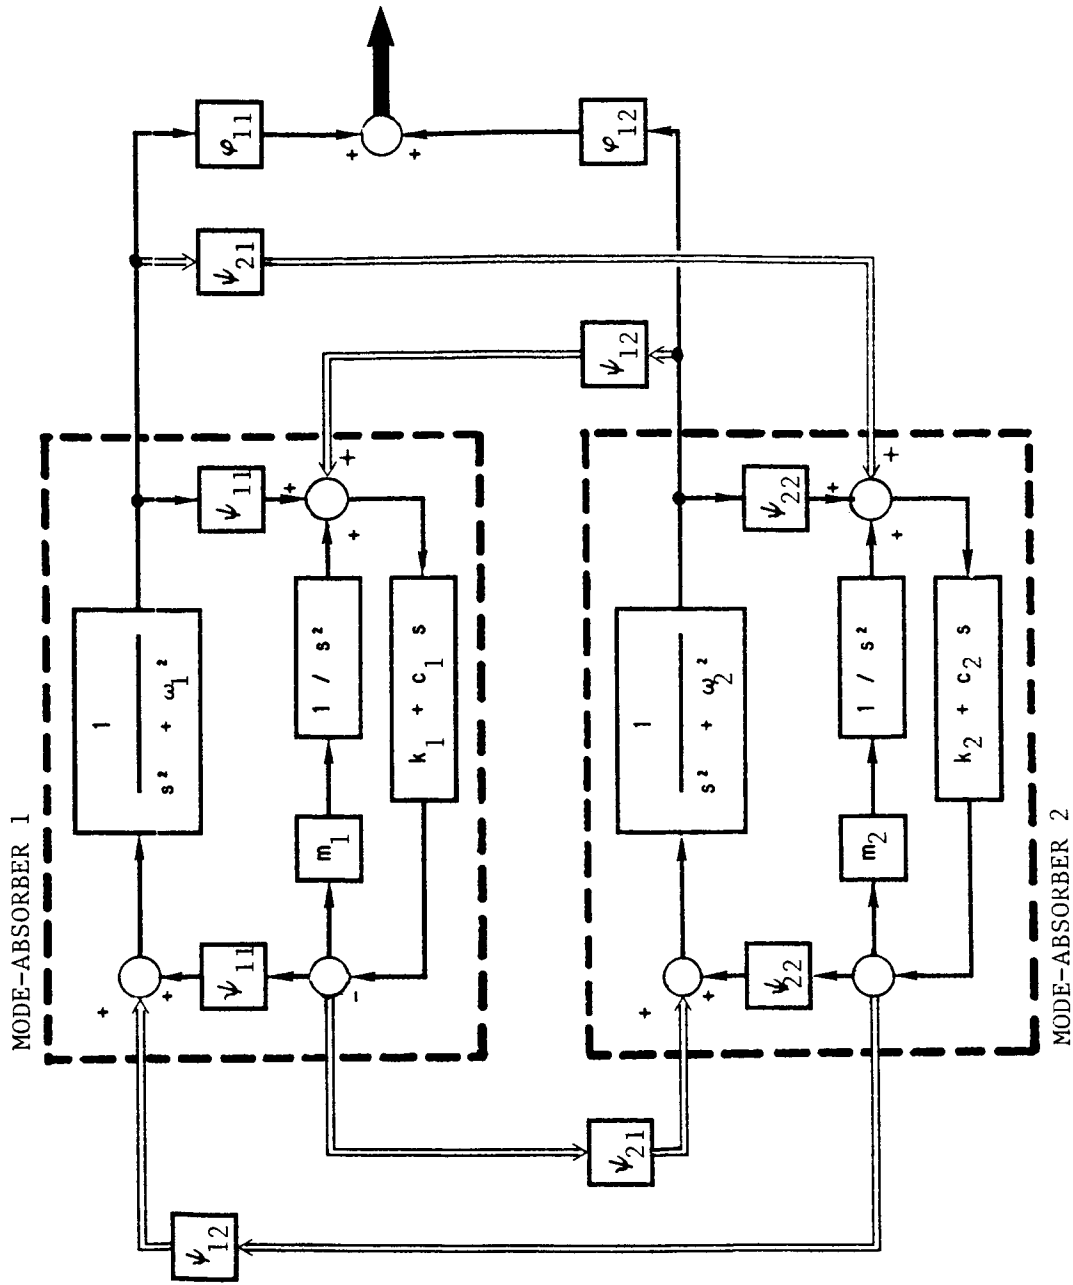 MODE-ABSORBER 1
ψ₁₂
+
+
ψ₁₁
-
1
s² + ω₁²
m₁
1 / s²
k₁ + c₁ s
ψ₁₁
+
+
+
ψ₂₁
φ₁₁
+
+
φ₁₂
ψ₁₂
ψ₂₁
+
+
ψ₂₂
1
s² + ω₂²
m₂
1 / s²
k₂ + c₂ s
ψ₂₂
+
+
+
MODE-ABSORBER 2